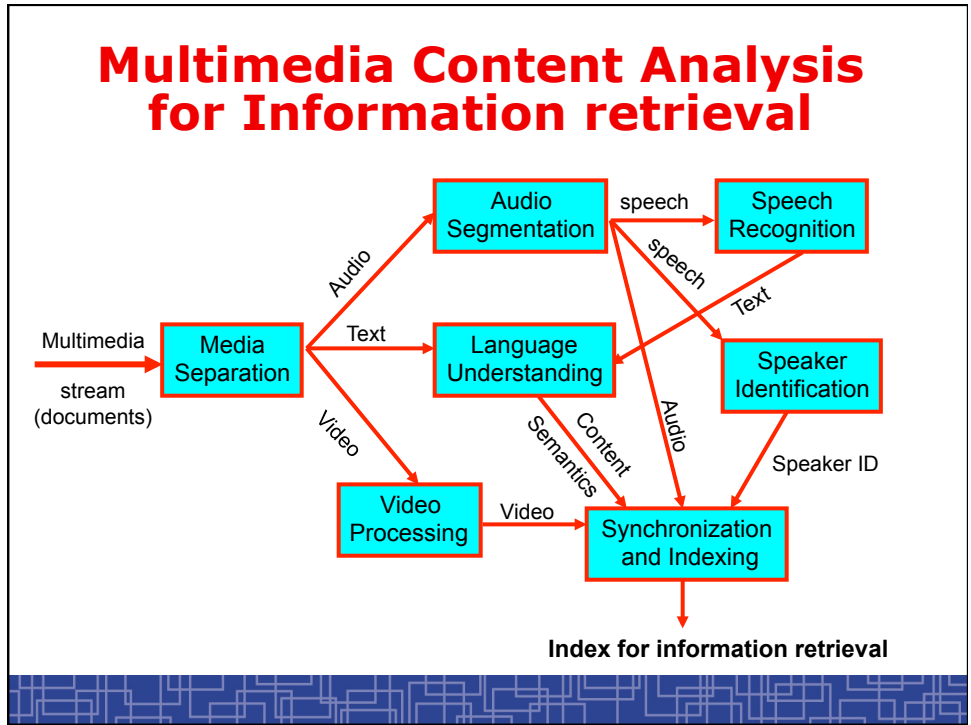 Multimedia Content Analysis
for Information retrieval
Audio
Segmentation
speech
Speech
Recognition
speech
Audio
Text
Multimedia
stream
(documents)
Media
Separation
Text
Language
Understanding
Speaker
Identification
Video
Content
Semantics
Audio
Speaker ID
Video
Processing
Video
Synchronization
and Indexing
Index for information retrieval